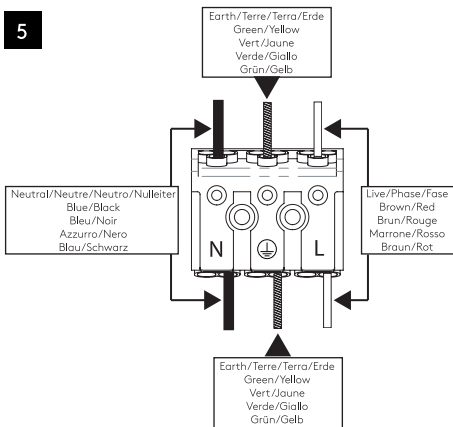 5
Earth/Terre/Terra/Erde
Green/Yellow
Vert/Jaune
Verde/Giallo
Grün/Gelb
Neutral/Neutre/Neutro/Nulleiter
Blue/Black
Bleu/Noir
Azzurro/Nero
Blau/Schwarz
Live/Phase/Fase
Brown/Red
Brun/Rouge
Marrone/Rosso
Braun/Rot
N
L
Earth/Terre/Terra/Erde
Green/Yellow
Vert/Jaune
Verde/Giallo
Grün/Gelb